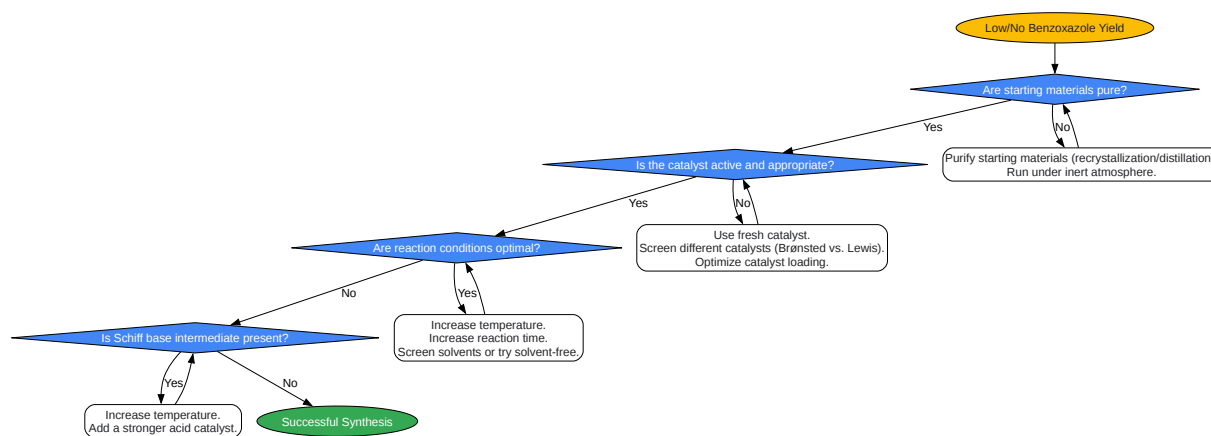 Low/No Benzoxazole Yield
Are starting materials pure?
Yes
No
Purify starting materials (recrystallization/distillation
Run under inert atmosphere.
Is the catalyst active and appropriate?
Yes
No
Use fresh catalyst.
Screen different catalysts (Brønsted vs. Lewis).
Optimize catalyst loading.
Are reaction conditions optimal?
No
Yes
Increase temperature.
Increase reaction time.
Screen solvents or try solvent-free.
Is Schiff base intermediate present?
Yes
No
Increase temperature.
Add a stronger acid catalyst.
Successful Synthesis